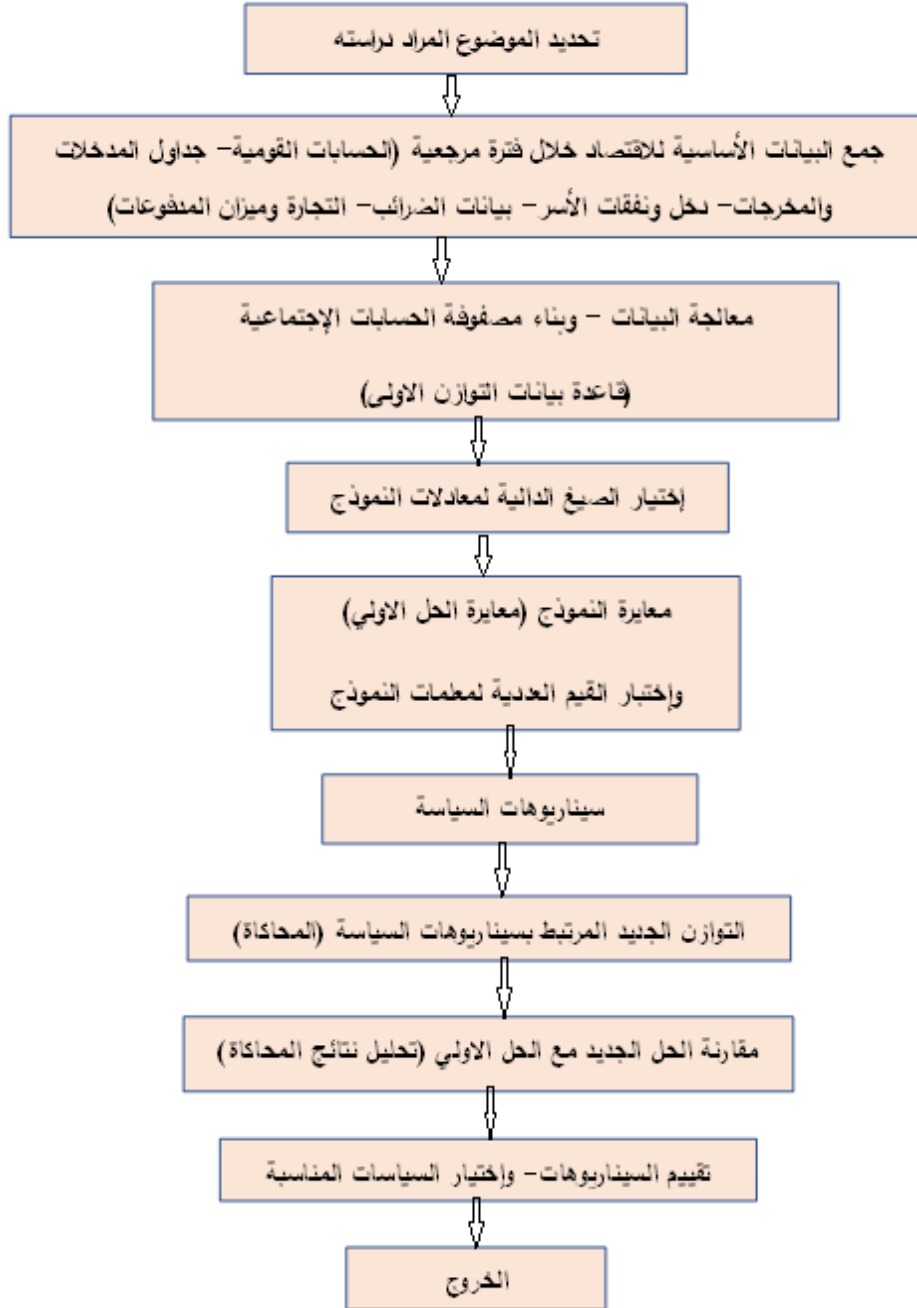 تحديد الموضوع المراد دراسته
جمع البيانات الأساسية للاقتصاد خلال فترة مرجعية (الحسابات القومية- جداول المدخلات
والمخرجات- دخل ونفقات الأسر- بيانات الضرائب- التجارة وميزان المدفوعات)
معالجة البيانات - وبناء مصفوفة الحسابات الإجتماعية
(قاعدة بيانات التوازن الاولى)
إختيار الصيغ الدالية لمعادلات النموذج
معايرة النموذج (معايرة الحل الاولي)
وإختبار القيم العددية لمعلمات النموذج
سيناريوهات السياسة
التوازن الجديد المرتبط بسيناريوهات السياسة (المحاكاة)
مقارنة الحل الجديد مع الحل الاولي (تحليل نتائج المحاكاة)
تقييم السيناريوهات- وإختيار السياسات المناسبة
الخروج